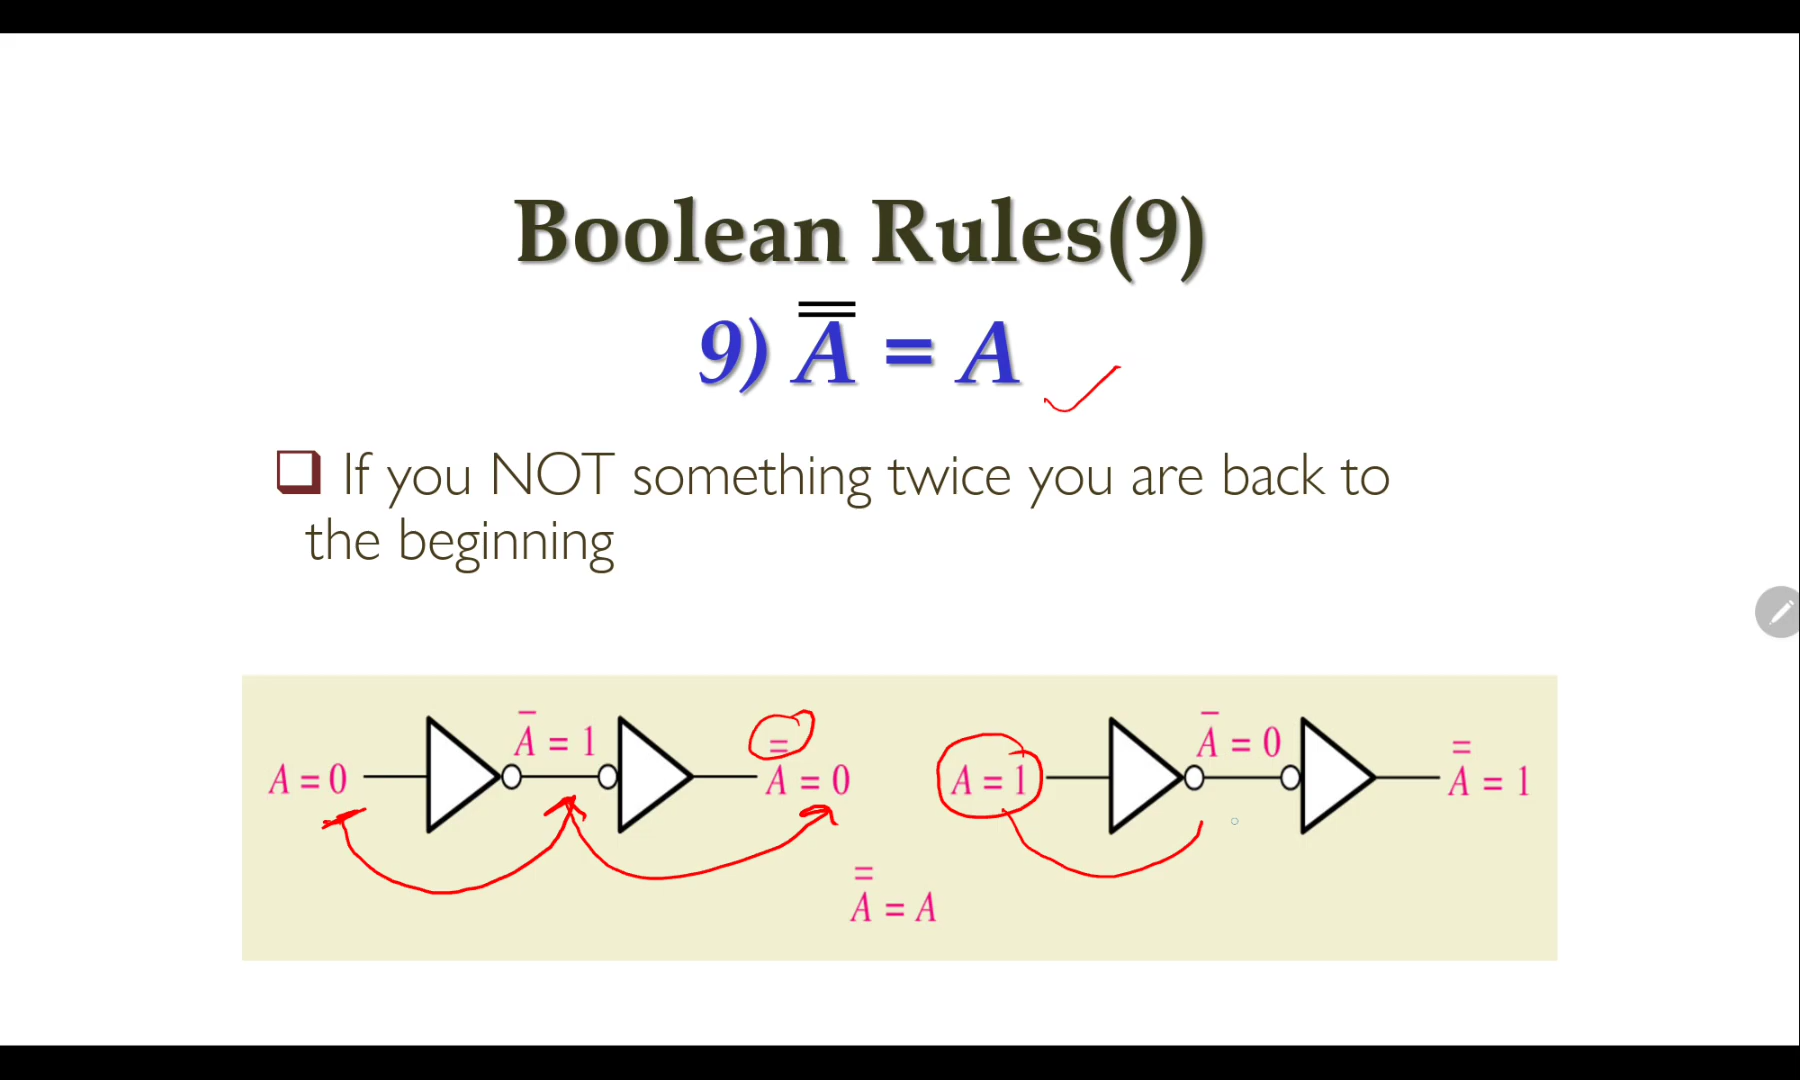 Boolean Rules(9)
9) A̿ = A
If you NOT something twice you are back to
the beginning
A = 0
A̅ = 1
A̿ = 0
A = 1
A̅ = 0
A̿ = 1
A̿ = A